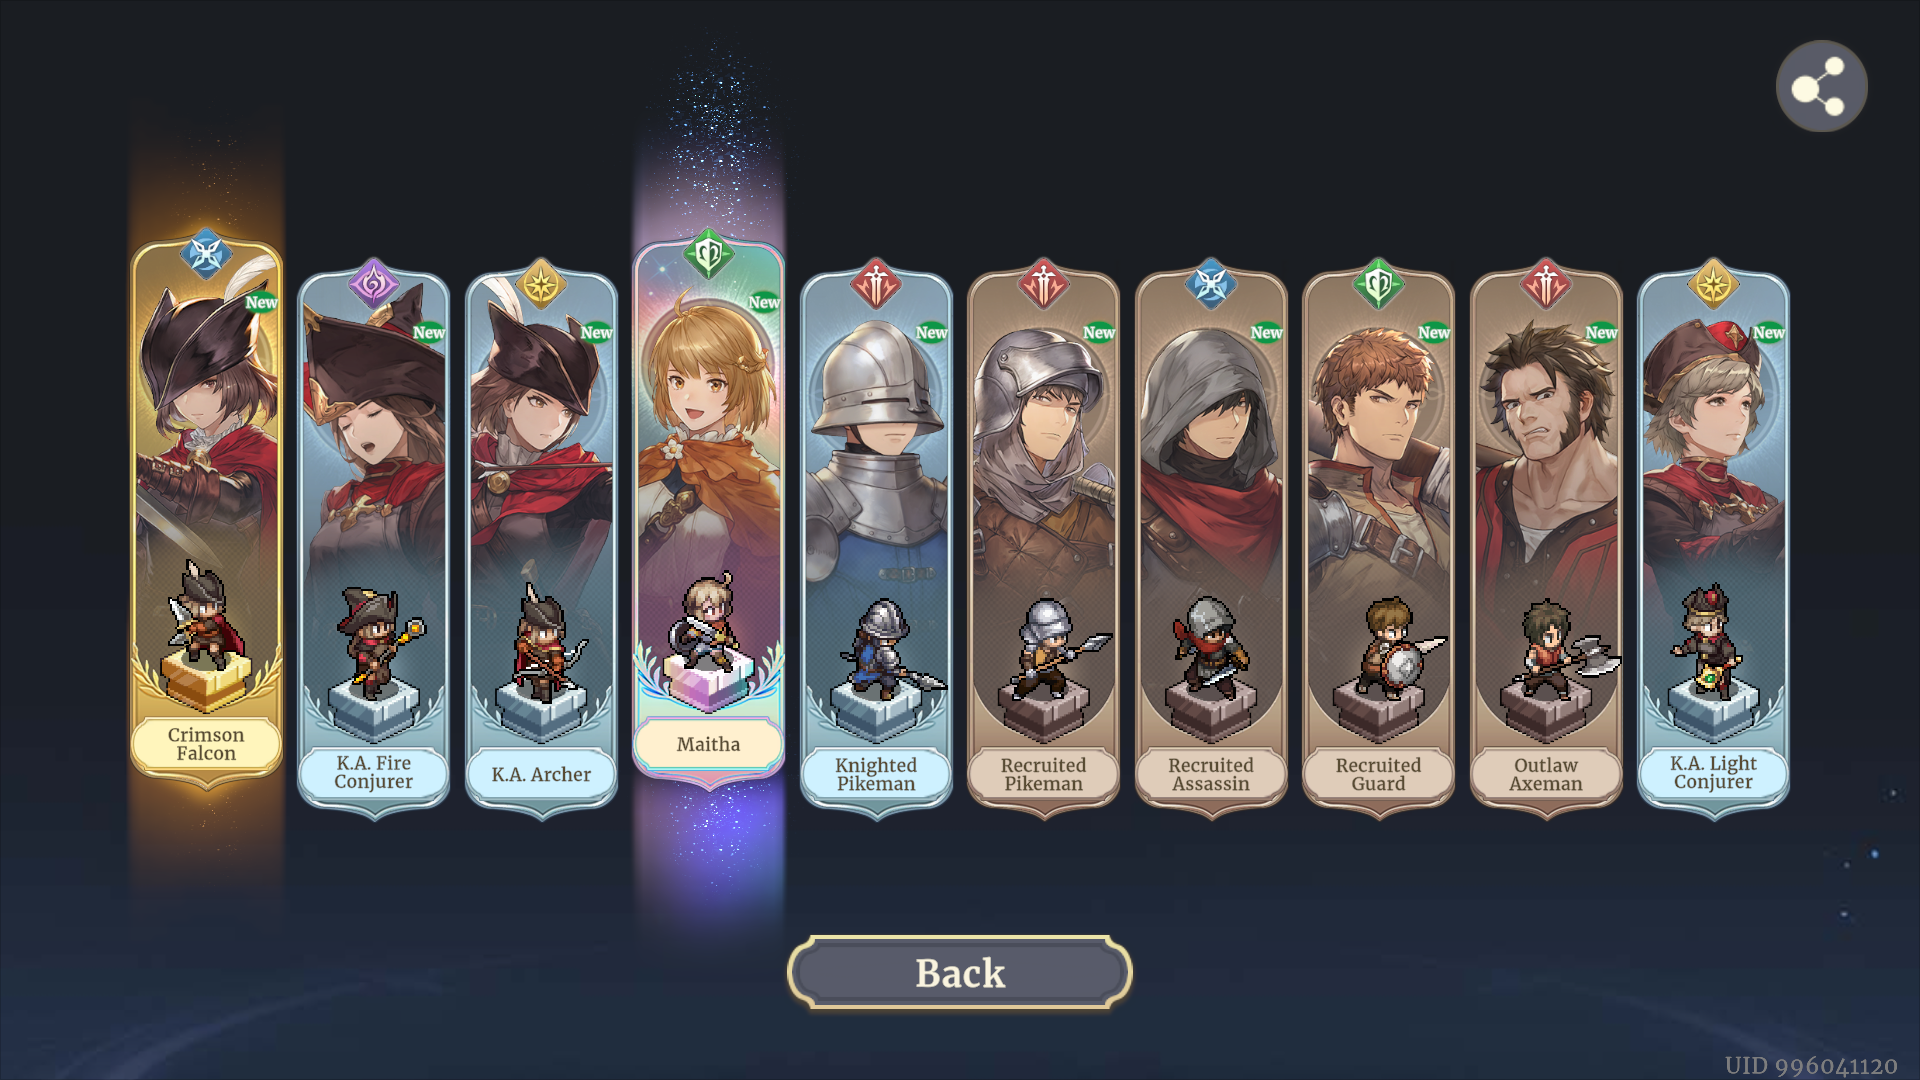 New
New
New
New
New
New
New
New
New
New
Crimson
Falcon
K.A. Fire
Conjurer
K.A. Archer
Maitha
Knighted
Pikeman
Recruited
Pikeman
Recruited
Assassin
Recruited
Guard
Outlaw
Axeman
K.A. Light
Conjurer
Back
UID 996041120